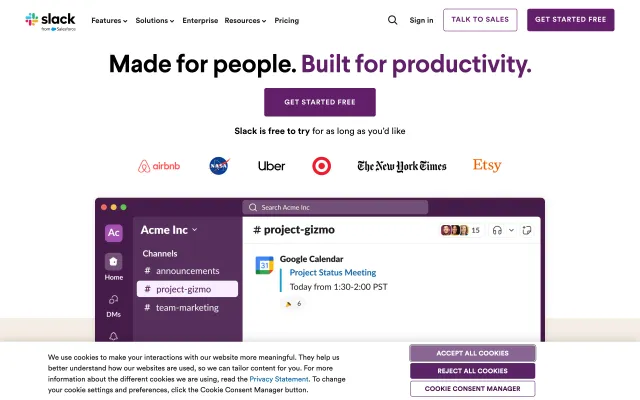 slack
from Salesforce
Features Solutions Enterprise Resources Pricing
Sign in
TALK TO SALES
GET STARTED FREE
Made for people. Built for productivity.
GET STARTED FREE
Slack is free to try for as long as you'd like
airbnb
NASA
Uber
The New York Times
Etsy
Search Acme Inc
Ac
Home
DMs
Acme Inc
Channels
# announcements
# project-gizmo
# team-marketing
# project-gizmo
15
31
Google Calendar
Project Status Meeting
Today from 1:30-2:00 PST
6
We use cookies to make your interactions with our website more meaningful. They help us
better understand how our websites are used, so we can tailor content for you. For more
information about the different cookies we are using, read the Privacy Statement. To change
your cookie settings and preferences, click the Cookie Consent Manager button.
ACCEPT ALL COOKIES
REJECT ALL COOKIES
COOKIE CONSENT MANAGER